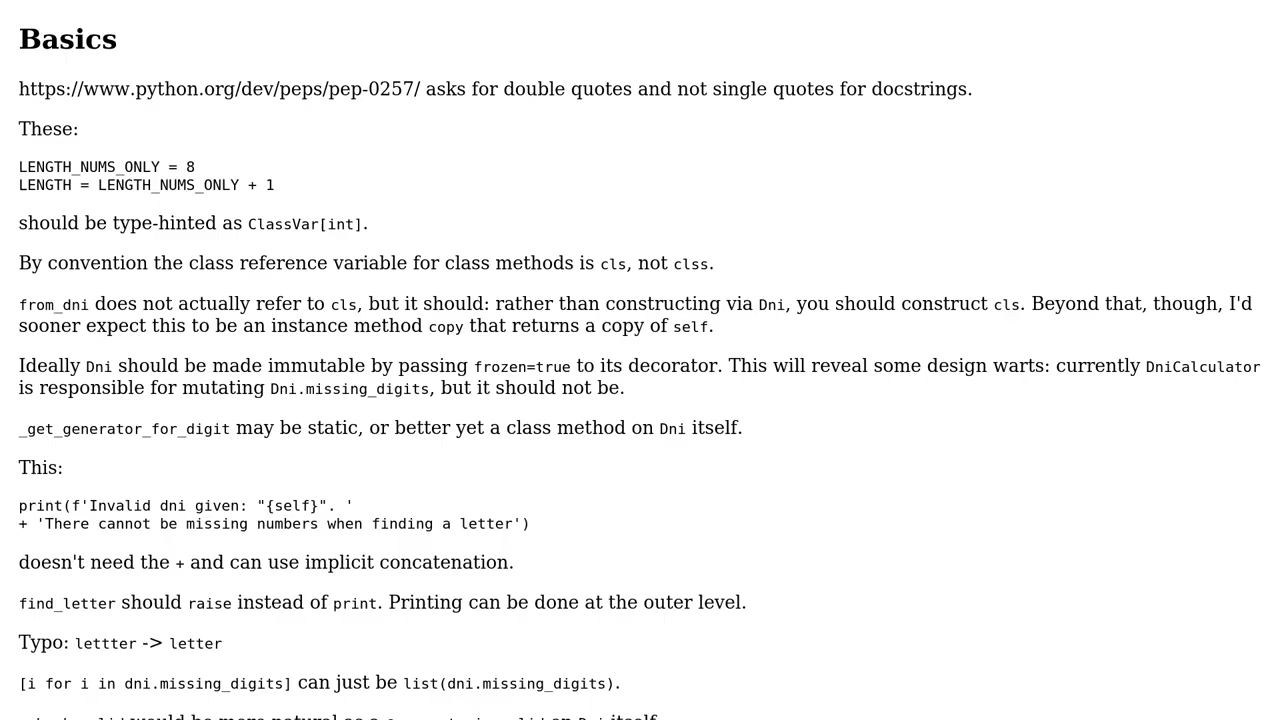 Basics
https://www.python.org/dev/peps/pep-0257/ asks for double quotes and not single quotes for docstrings.
These:
LENGTH_NUMS_ONLY = 8
LENGTH = LENGTH_NUMS_ONLY + 1
should be type-hinted as ClassVar[int].
By convention the class reference variable for class methods is cls, not clss.
from_dni does not actually refer to cls, but it should: rather than constructing via Dni, you should construct cls. Beyond that, though, I'd
sooner expect this to be an instance method copy that returns a copy of self.
Ideally Dni should be made immutable by passing frozen=true to its decorator. This will reveal some design warts: currently DniCalculator
is responsible for mutating Dni.missing_digits, but it should not be.
_get_generator_for_digit may be static, or better yet a class method on Dni itself.
This:
print(f'Invalid dni given: "{self}". '
+ 'There cannot be missing numbers when finding a letter')
doesn't need the + and can use implicit concatenation.
find_letter should raise instead of print. Printing can be done at the outer level.
Typo: lettter -> letter
[i for i in dni.missing_digits] can just be list(dni.missing_digits).
would be more natural as a